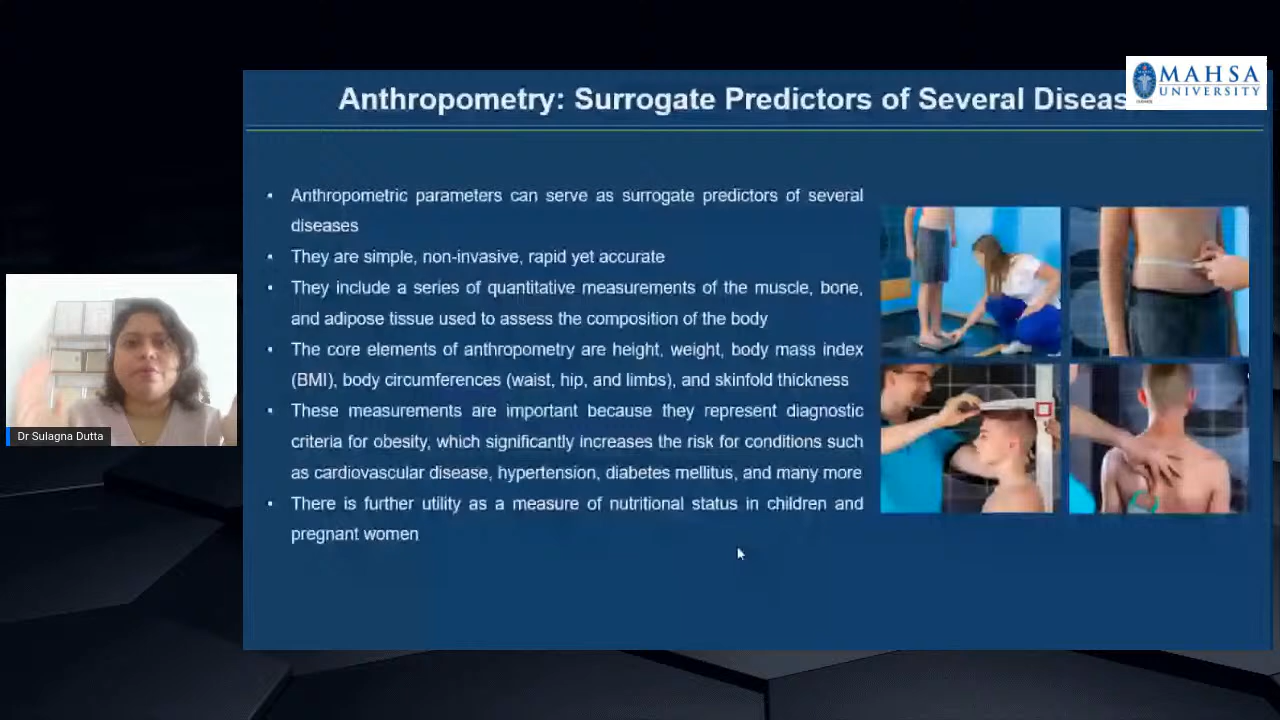 MAHSA
UNIVERSITY
Anthropometry: Surrogate Predictors of Several Diseas
• Anthropometric parameters can serve as surrogate predictors of several
diseases
• They are simple, non-invasive, rapid yet accurate
• They include a series of quantitative measurements of the muscle, bone,
and adipose tissue used to assess the composition of the body
• The core elements of anthropometry are height, weight, body mass index
(BMI), body circumferences (waist, hip, and limbs), and skinfold thickness
• These measurements are important because they represent diagnostic
criteria for obesity, which significantly increases the risk for conditions such
as cardiovascular disease, hypertension, diabetes mellitus, and many more
• There is further utility as a measure of nutritional status in children and
pregnant women
Dr Sulagna Dutta